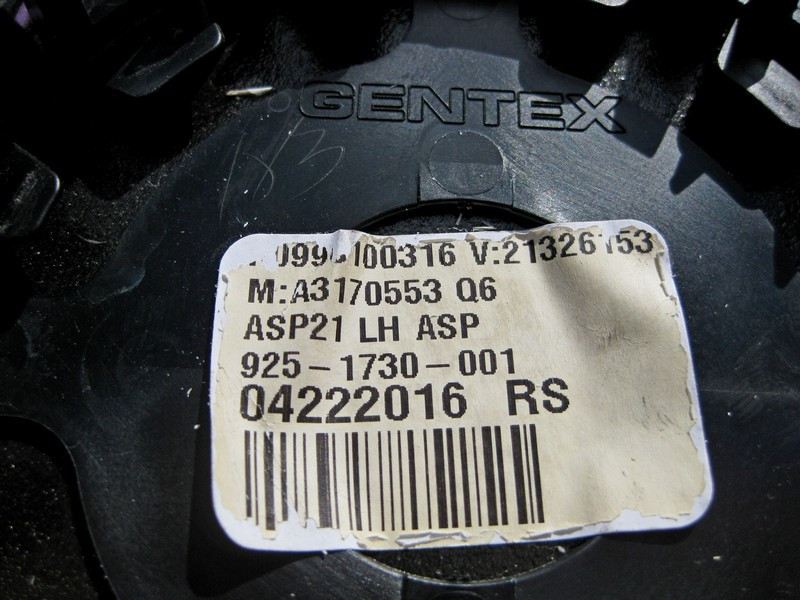 GENTEX
V:21326153
M:A3170553 Q6
ASP21 LH ASP
925-1730-001
04222016 RS